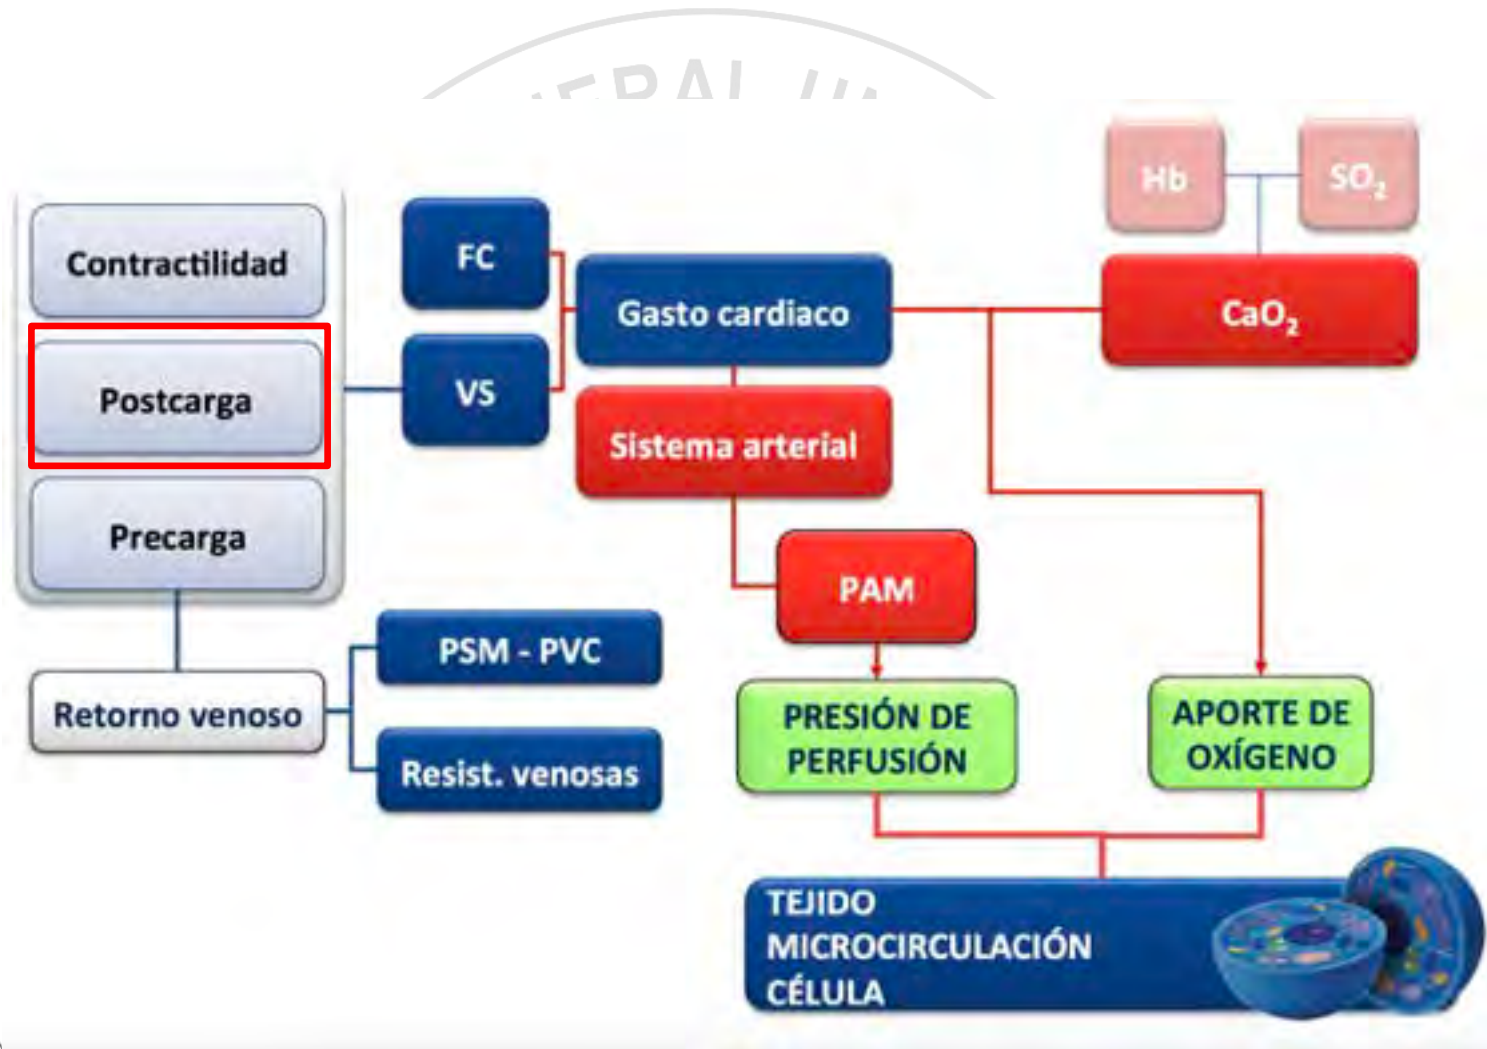 Hb
SO₂
Contractilidad
FC
Gasto cardiaco
CaO₂
Postcarga
VS
Sistema arterial
Precarga
PAM
PSM - PVC
Retorno venoso
PRESIÓN DE
PERFUSIÓN
APORTE DE
OXÍGENO
Resist. venosas
TEJIDO
MICROCIRCULACIÓN
CÉLULA